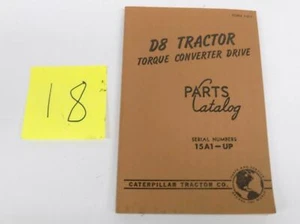 18
D8 TRACTOR
TORQUE CONVERTER DRIVE
PARTS
Catalog
SERIAL NUMBERS
15A1-UP
CATERPILLAR TRACTOR CO.